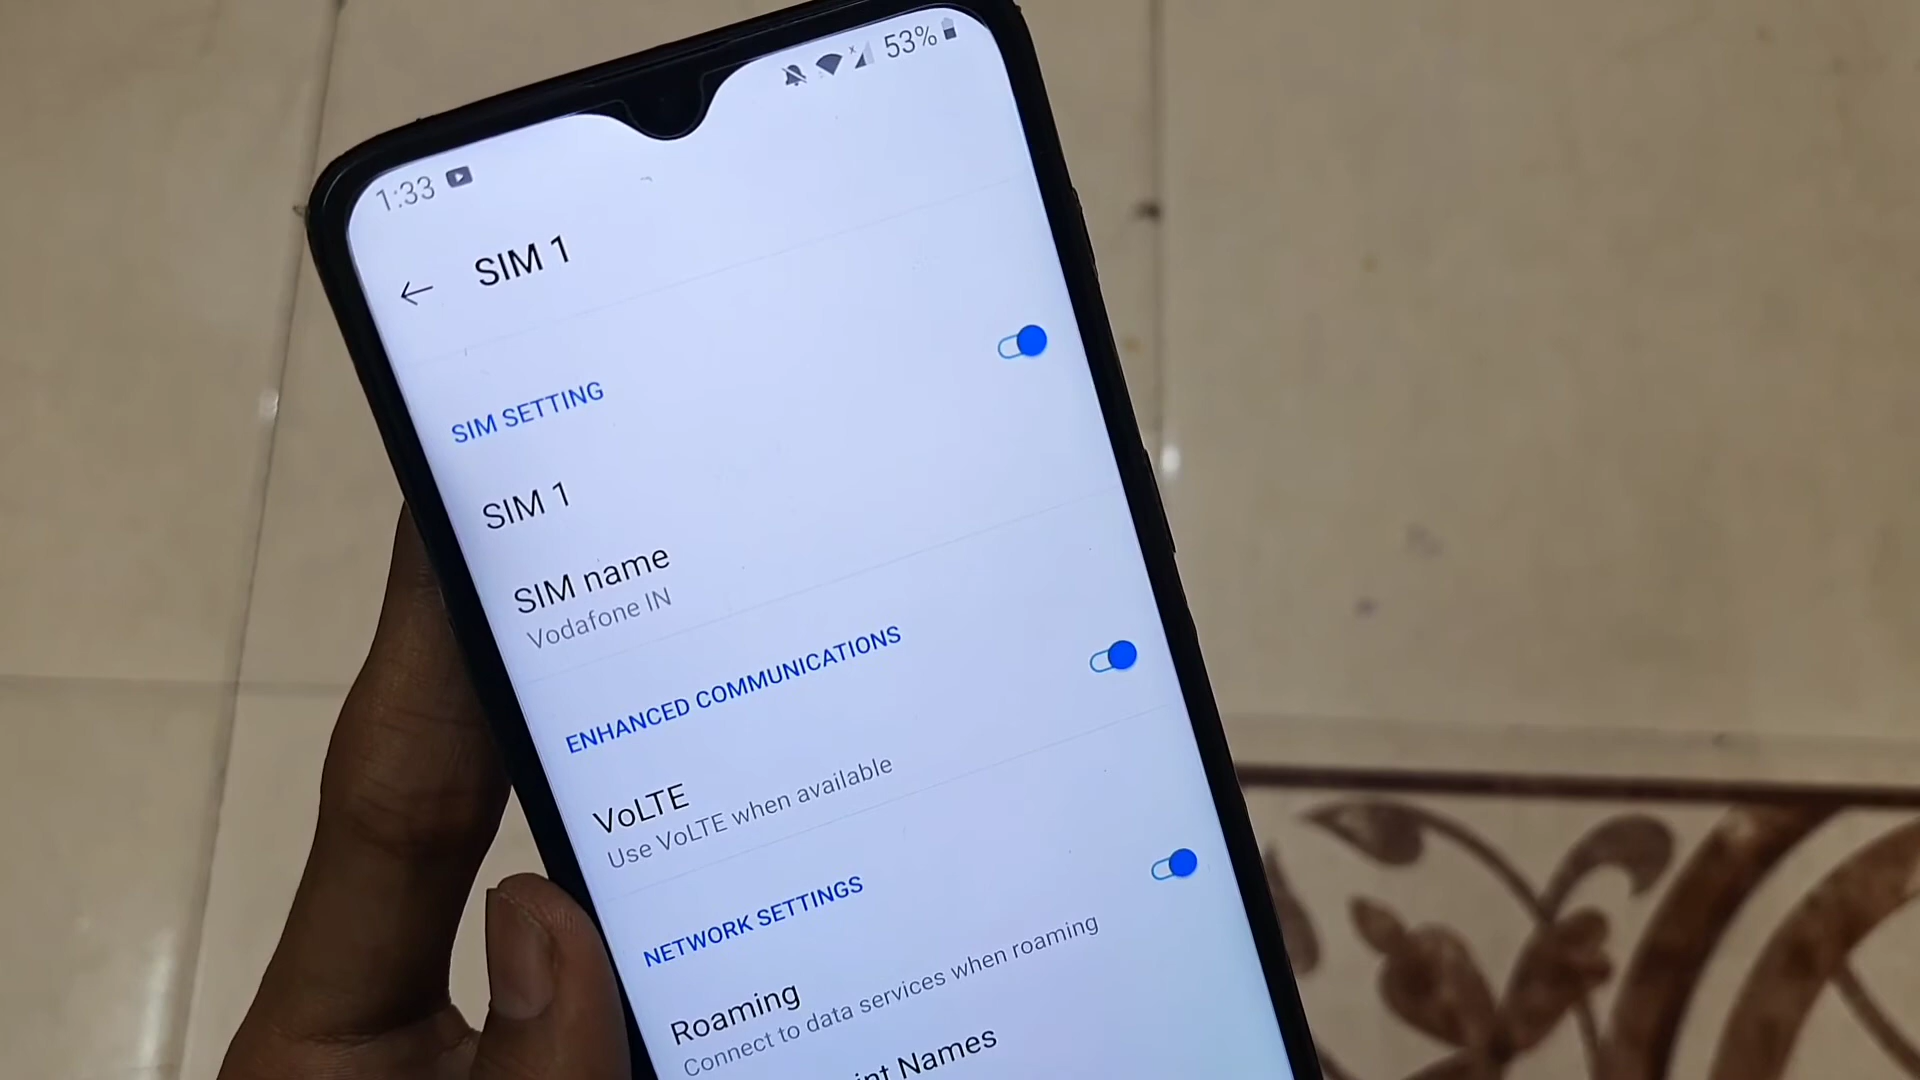 53%
1:33
SIM 1
SIM SETTING
SIM 1
SIM name
Vodafone IN
ENHANCED COMMUNICATIONS
VoLTE
Use VoLTE when available
NETWORK SETTINGS
Roaming
Connect to data services when roaming
Names